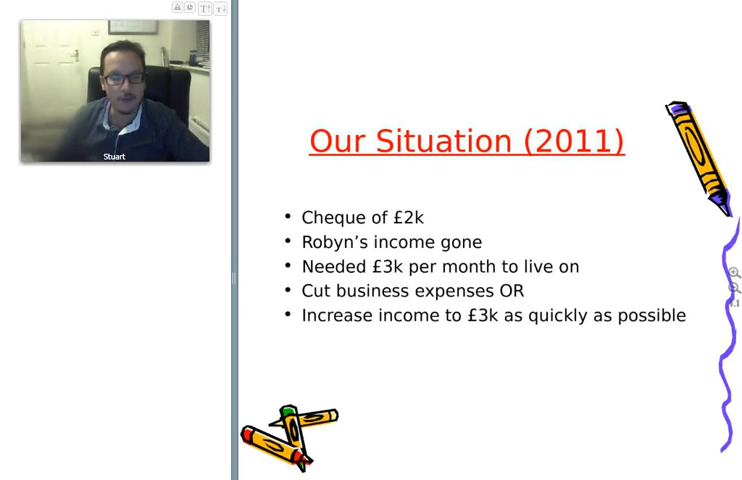 Stuart
Our Situation (2011)
• Cheque of £2k
• Robyn’s income gone
• Needed £3k per month to live on
• Cut business expenses OR
• Increase income to £3k as quickly as possible